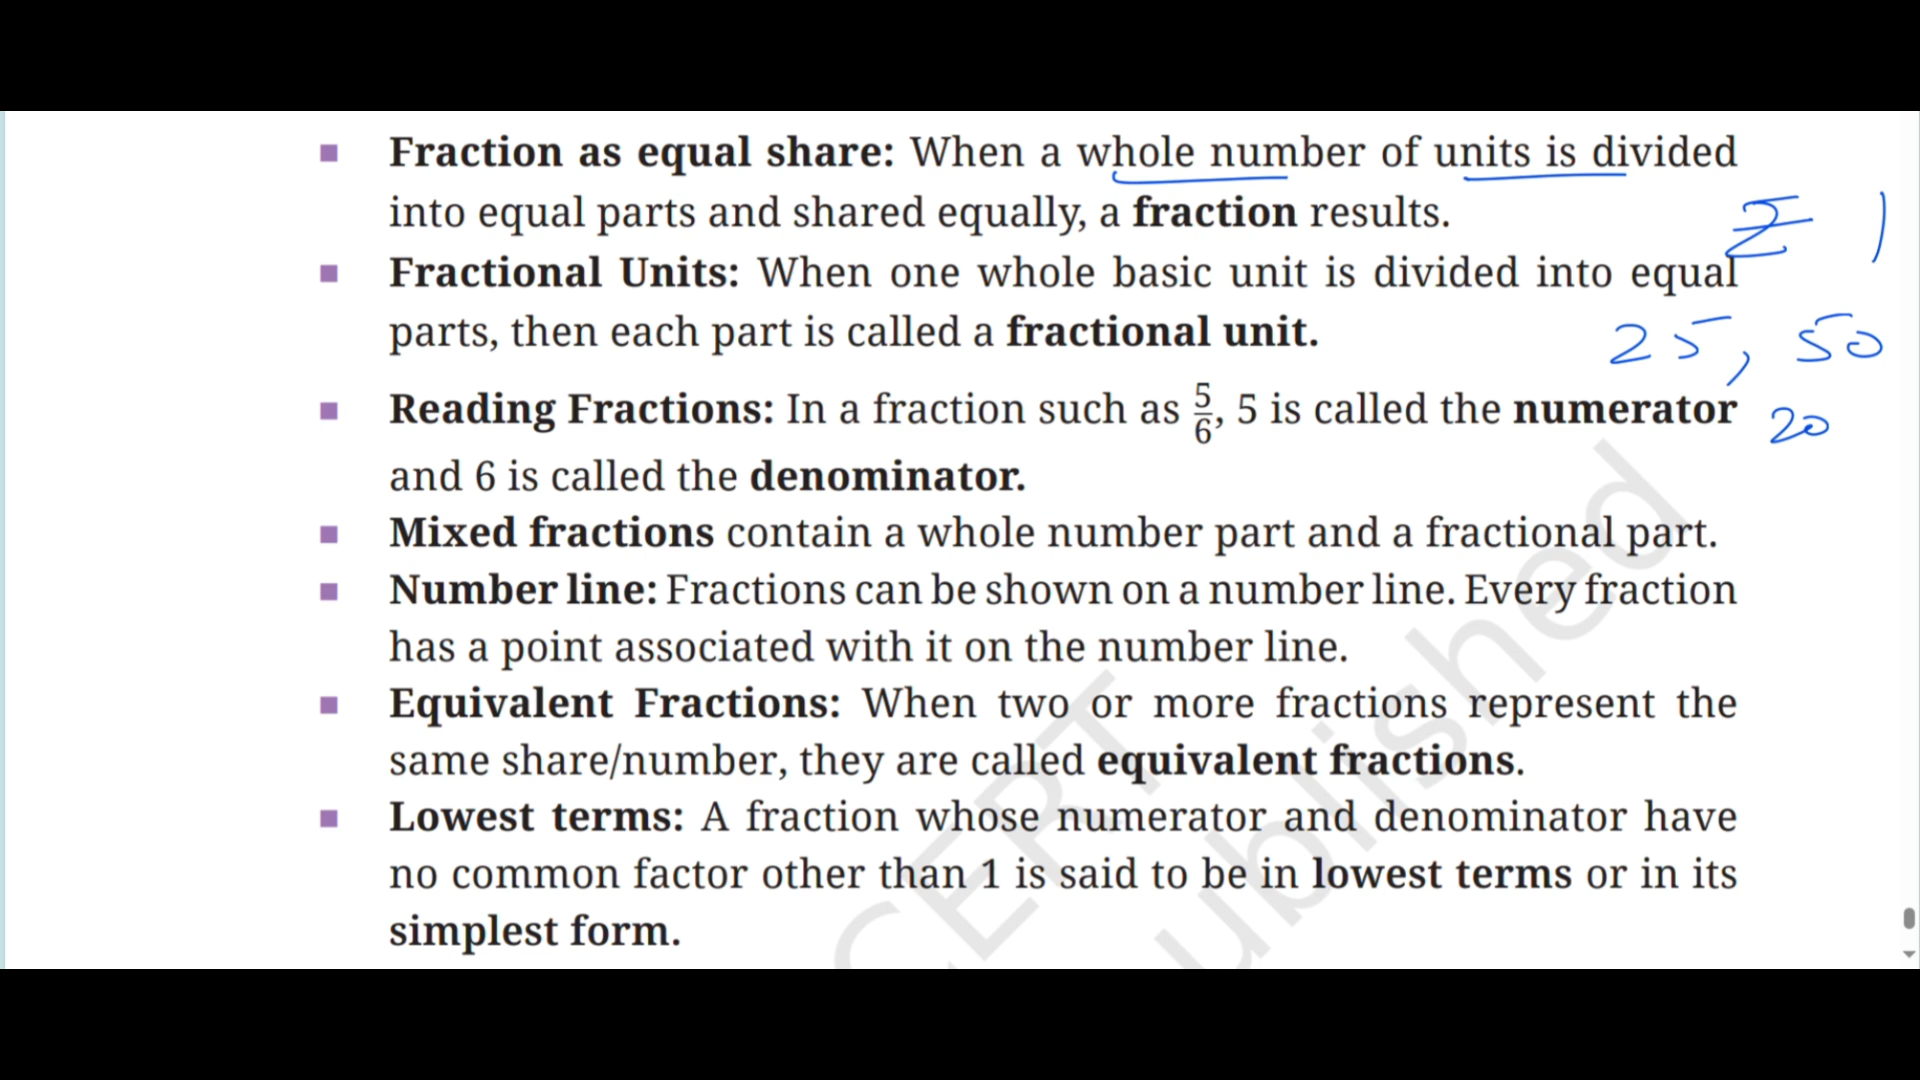 ■ Fraction as equal share: When a whole number of units is divided
into equal parts and shared equally, a fraction results.
1
■ Fractional Units: When one whole basic unit is divided into equal
parts, then each part is called a fractional unit.
25, 50
■ Reading Fractions: In a fraction such as 5/6, 5 is called the numerator
20
and 6 is called the denominator.
■ Mixed fractions contain a whole number part and a fractional part.
■ Number line: Fractions can be shown on a number line. Every fraction
has a point associated with it on the number line.
■ Equivalent Fractions: When two or more fractions represent the
same share/number, they are called equivalent fractions.
■ Lowest terms: A fraction whose numerator and denominator have
no common factor other than 1 is said to be in lowest terms or in its
simplest form.
CERT
ublished